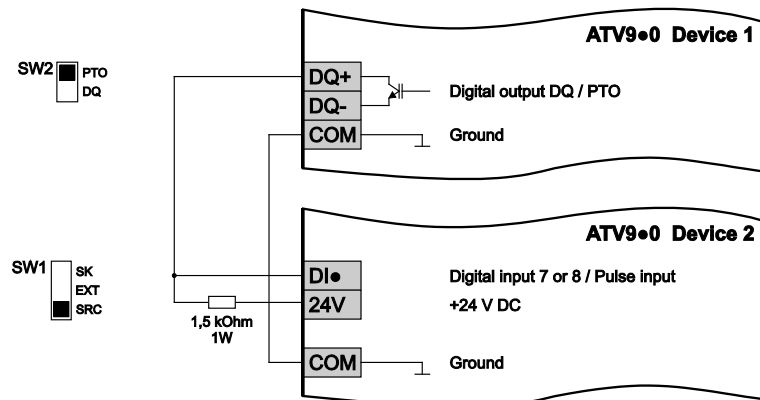 ATV9●0 Device 1
SW2
PTO
DQ
DQ+
DQ-
COM
Digital output DQ / PTO
Ground
ATV9●0 Device 2
SW1
SK
EXT
SRC
DI●
24V
COM
Digital input 7 or 8 / Pulse input
+24 V DC
1,5 kOhm
1W
Ground